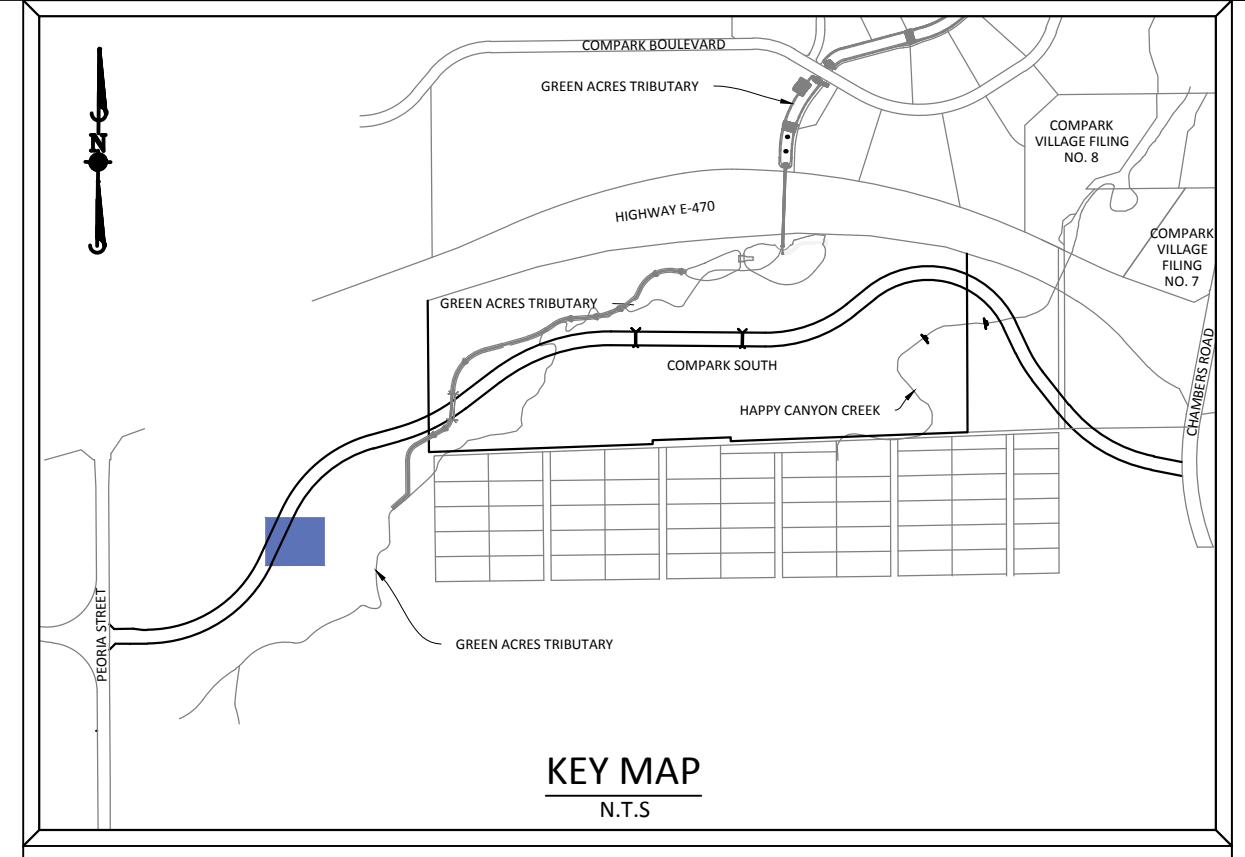 COMPARK BOULEVARD
GREEN ACRES TRIBUTARY
N
COMPARK
VILLAGE FILING
NO. 8
HIGHWAY E-470
COMPARK
VILLAGE
FILING
NO. 7
GREEN ACRES TRIBUTARY
COMPARK SOUTH
CHAMBERS ROAD
HAPPY CANYON CREEK
PEORIA STREET
GREEN ACRES TRIBUTARY
KEY MAP
N.T.S